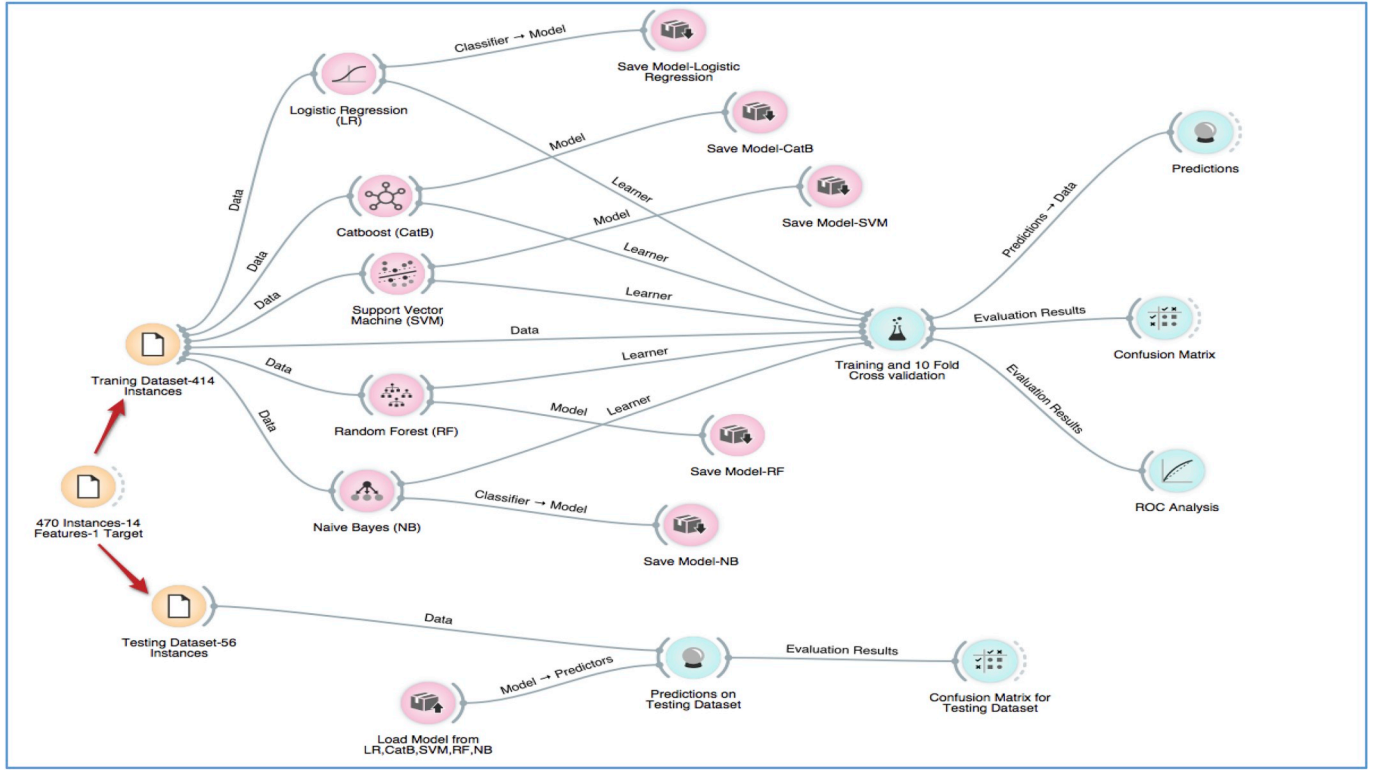 Classifier → Model
Save Model-Logistic
Regression
Logistic Regression
(LR)
Model
Save Model-CatB
Predictions
Data
Learner
Catboost (CatB)
Model
Save Model-SVM
Predictions → Data
Data
Learner
Support Vector
Machine (SVM)
Data
Learner
Data
Evaluation Results
Confusion Matrix
Traning Dataset-414
Instances
Training and 10 Fold
Cross validation
Data
Learner
Random Forest (RF)
Model
Learner
Evaluation Results
Save Model-RF
Data
Naive Bayes (NB)
Classifier → Model
Save Model-NB
ROC Analysis
470 Instances-14
Features-1 Target
Testing Dataset-56
Instances
Data
Model → Predictors
Predictions on
Testing Dataset
Evaluation Results
Confusion Matrix for
Testing Dataset
Load Model from
LR,CatB,SVM,RF,NB